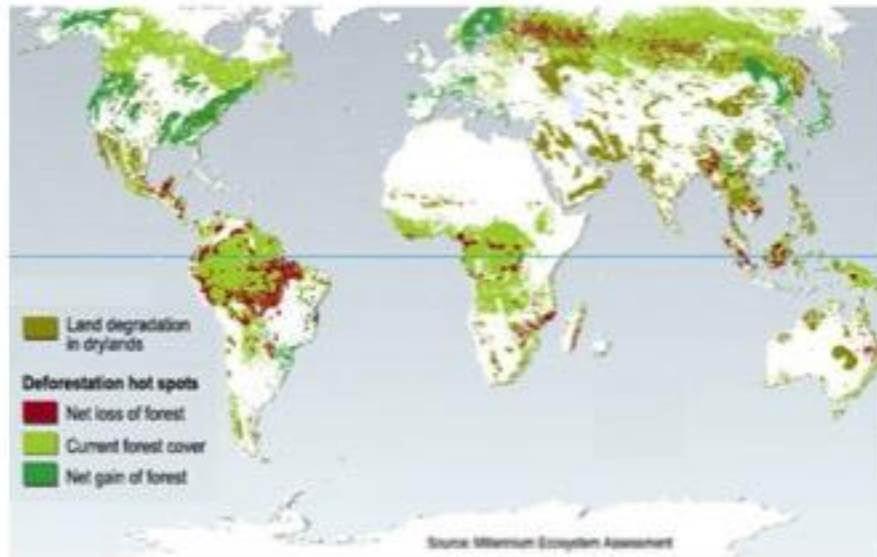 Land degradation
in drylands
Deforestation hot spots
Net loss of forest
Current forest cover
Net gain of forest
Source: Millennium Ecosystem Assessment